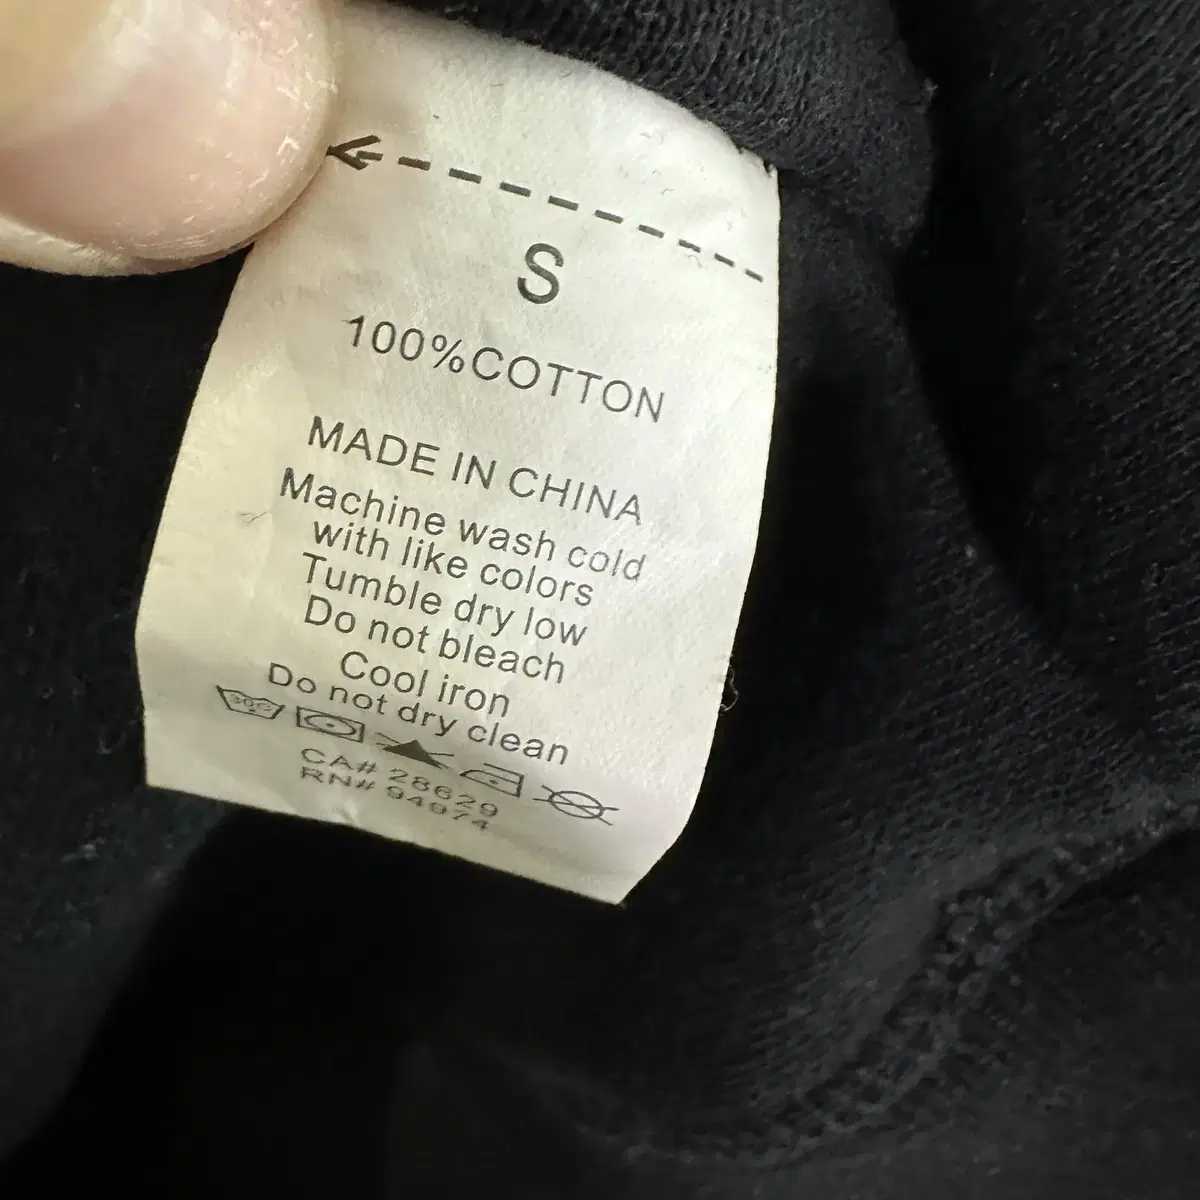 S
100%COTTON
MADE IN CHINA
Machine wash cold
with like colors
Tumble dry low
Do not bleach
Cool iron
Do not dry clean
30C
CA# 28629
RN# 94974